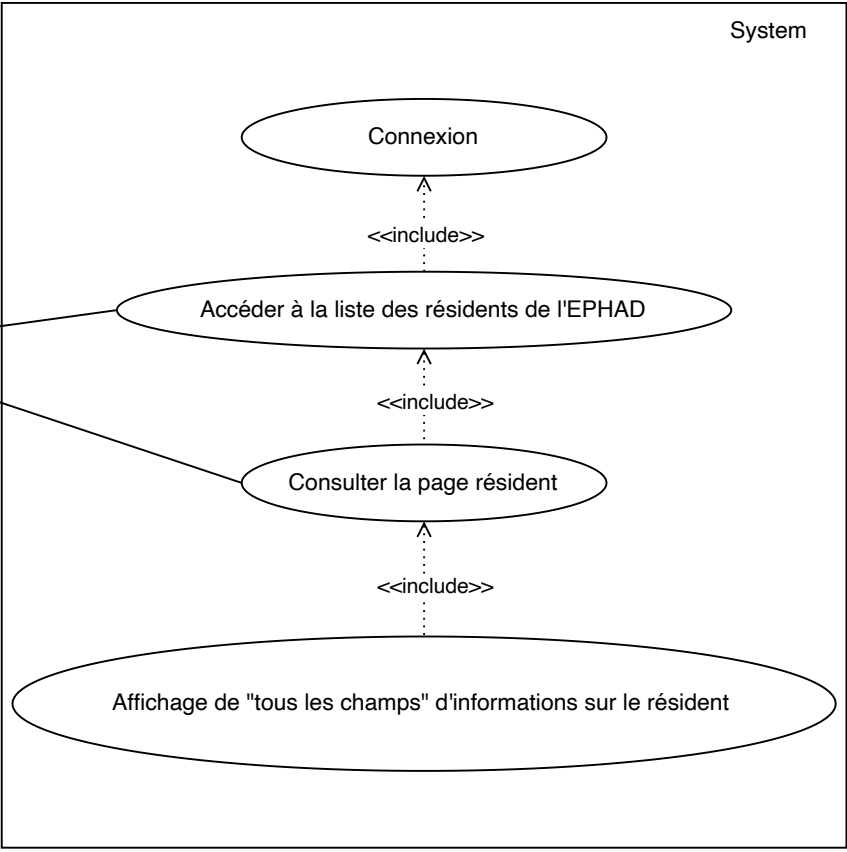 System
Connexion
<<include>>
Accéder à la liste des résidents de l'EPHAD
<<include>>
Consulter la page résident
<<include>>
Affichage de "tous les champs" d'informations sur le résident